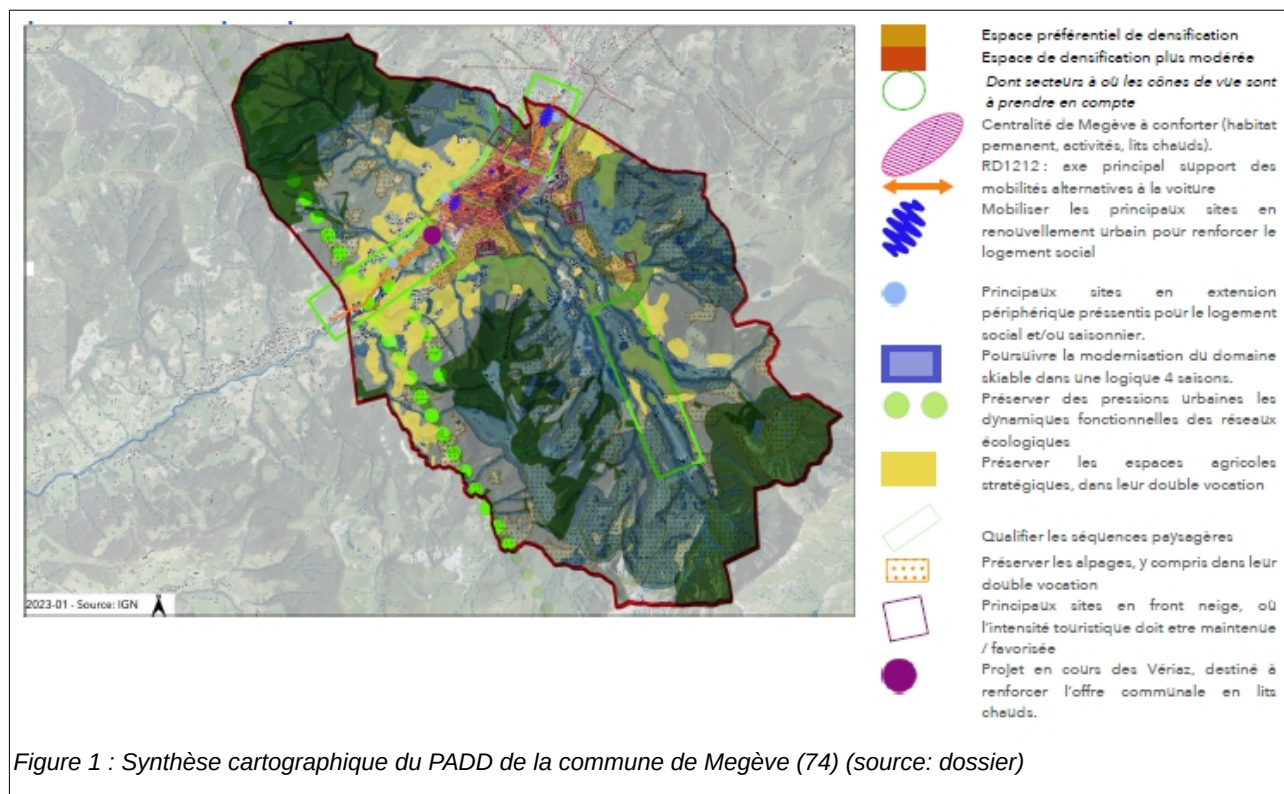 Espace préférentiel de densification
Espace de densification plus modérée
Dont secteurs à où les cônes de vue sont
à prendre en compte
Centralité de Megève à conforter (habitat
pemanent, activités, lits chauds).
RD1212 : axe principal support des
mobilités alternatives à la voiture
Mobiliser les principaux sites en
renouvellement urbain pour renforcer le
logement social
Principaux sites en extension
périphérique préssentis pour le logement
social et/ou saisonnier.
Poursuivre la modernisation du domaine
skiable dans une logique 4 saisons.
Préserver des pressions urbaines les
dynamiques fonctionnelles des réseaux
écologiques
Préserver les espaces agricoles
stratégiques, dans leur double vocation
Qualifier les séquences paysagères
Préserver les alpages, y compris dans leur
double vocation
Principaux sites en front neige, où
l'intensité touristique doit etre maintenue
/ favorisée
Projet en cours des Vériaz, destiné à
renforcer l'offre communale en lits
chauds.
2023-01 - Source: IGN
Figure 1 : Synthèse cartographique du PADD de la commune de Megève (74) (source: dossier)